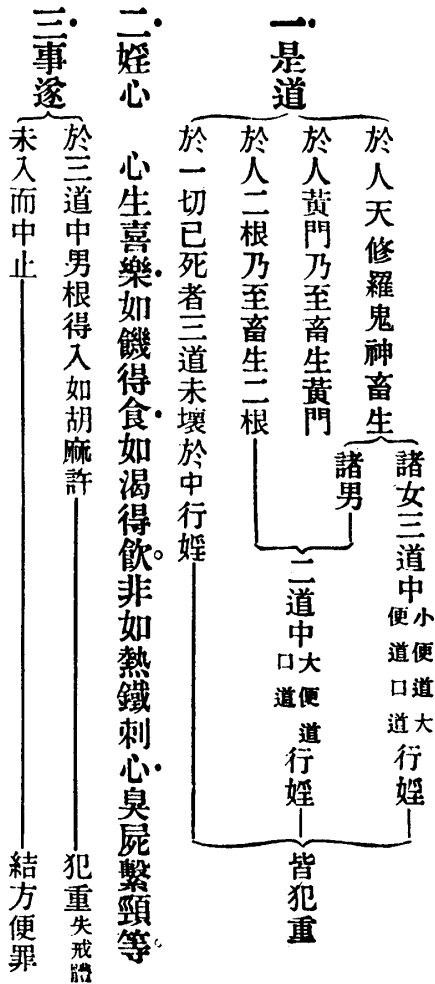 一是道
於人天修羅鬼神畜生
諸女三道中
小便道大
便道口道
行婬
諸男
於人黃門乃至畜生黃門
於人二根乃至畜生二根
二道中
大便道
口道
行婬
於一切已死者三道未壞於中行婬
皆犯重
二婬心
心生喜樂如饑得食如渴得飲。非如熱鐵刺心臭屍繫頸等。
三事遂
於三道中男根得入如胡麻許
犯重失戒體
未入而中止
結方便罪